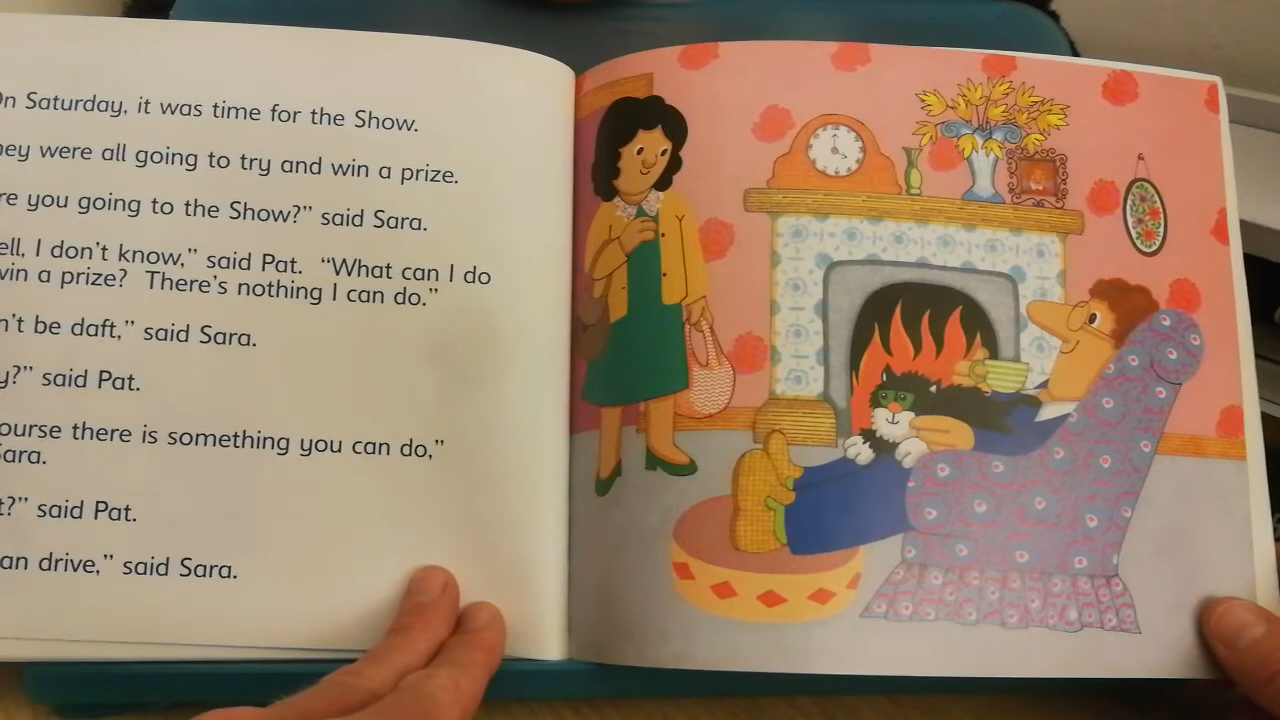 On Saturday, it was time for the Show.
hey were all going to try and win a prize.
re you going to the Show?” said Sara.
ell, I don't know,” said Pat. “What can I do
win a prize? There's nothing I can do.”
n't be daft,” said Sara.
y?” said Pat.
ourse there is something you can do,”
Sara.
t?” said Pat.
an drive,” said Sara.